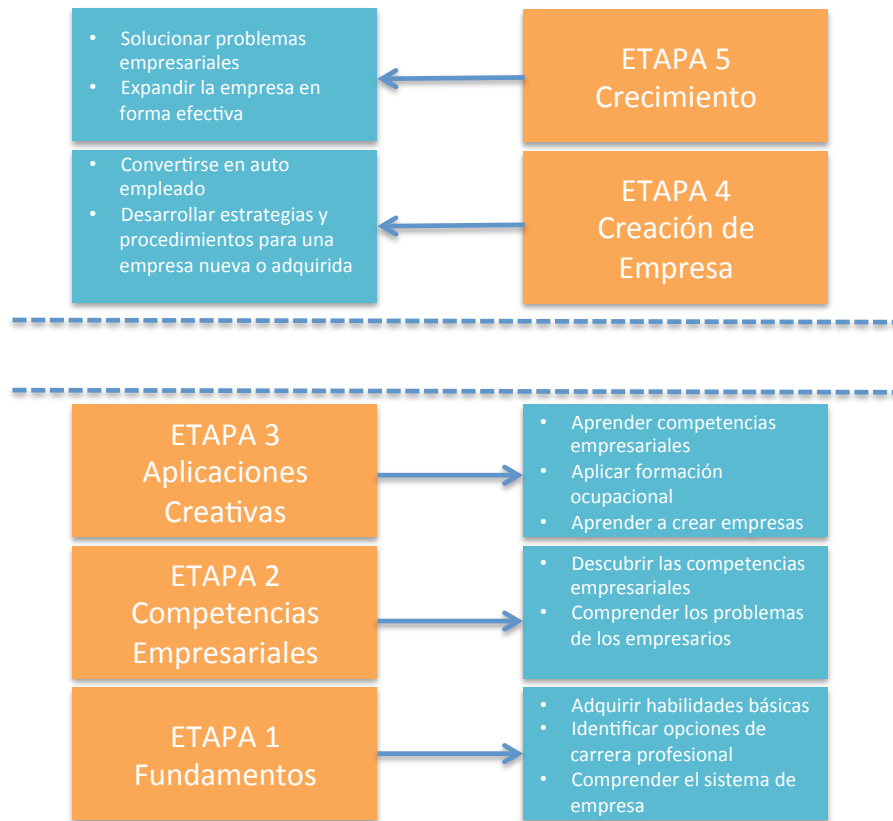 • Solucionar problemas
empresariales
• Expandir la empresa en
forma efectiva
ETAPA 5
Crecimiento
• Convertirse en auto
empleado
• Desarrollar estrategias y
procedimientos para una
empresa nueva o adquirida
ETAPA 4
Creación de
Empresa
ETAPA 3
Aplicaciones
Creativas
• Aprender competencias
empresariales
• Aplicar formación
ocupacional
• Aprender a crear empresas
ETAPA 2
Competencias
Empresariales
• Descubrir las competencias
empresariales
• Comprender los problemas
de los empresarios
ETAPA 1
Fundamentos
• Adquirir habilidades básicas
• Identificar opciones de
carrera profesional
• Comprender el sistema de
empresa